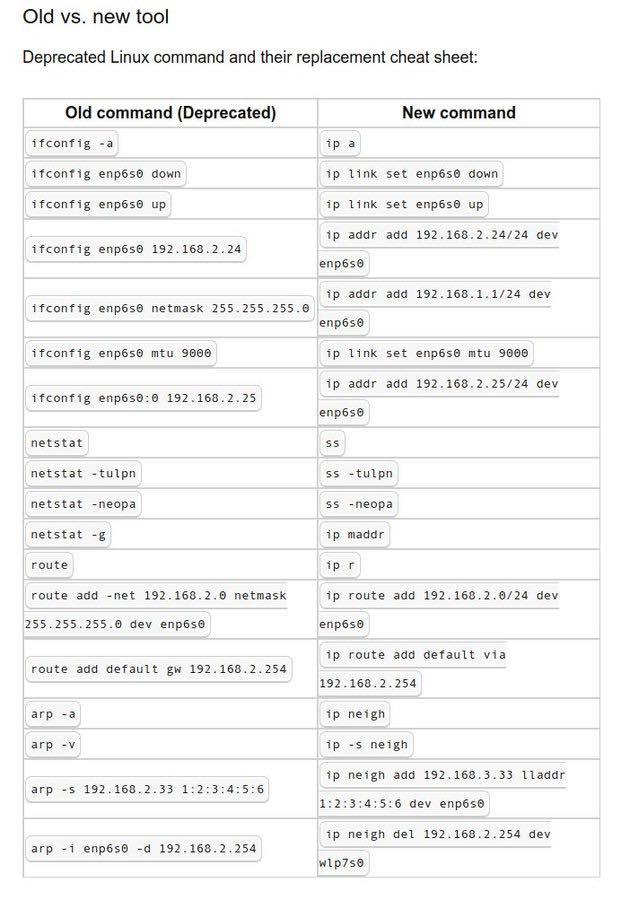 Old vs. new tool
Deprecated Linux command and their replacement cheat sheet:
Old command (Deprecated) New command
ifconfig -a ip a
ifconfig enp6s0 down ip link set enp6s0 down
ifconfig enp6s0 up ip link set enp6s0 up
ifconfig enp6s0 192.168.2.24 ip addr add 192.168.2.24/24 dev
enp6s0
ifconfig enp6s0 netmask 255.255.255.0 ip addr add 192.168.1.1/24 dev
enp6s0
ifconfig enp6s0 mtu 9000 ip link set enp6s0 mtu 9000
ifconfig enp6s0:0 192.168.2.25 ip addr add 192.168.2.25/24 dev
enp6s0
netstat ss
netstat -tulpn ss -tulpn
netstat -neopa ss -neopa
netstat -g ip maddr
route ip r
route add -net 192.168.2.0 netmask ip route add 192.168.2.0/24 dev
255.255.255.0 dev enp6s0 enp6s0
route add default gw 192.168.2.254 ip route add default via
192.168.2.254
arp -a ip neigh
arp -v ip -s neigh
arp -s 192.168.2.33 1:2:3:4:5:6 ip neigh add 192.168.3.33 lladdr
1:2:3:4:5:6 dev enp6s0
arp -i enp6s0 -d 192.168.2.254 ip neigh del 192.168.2.254 dev
wlp7s0